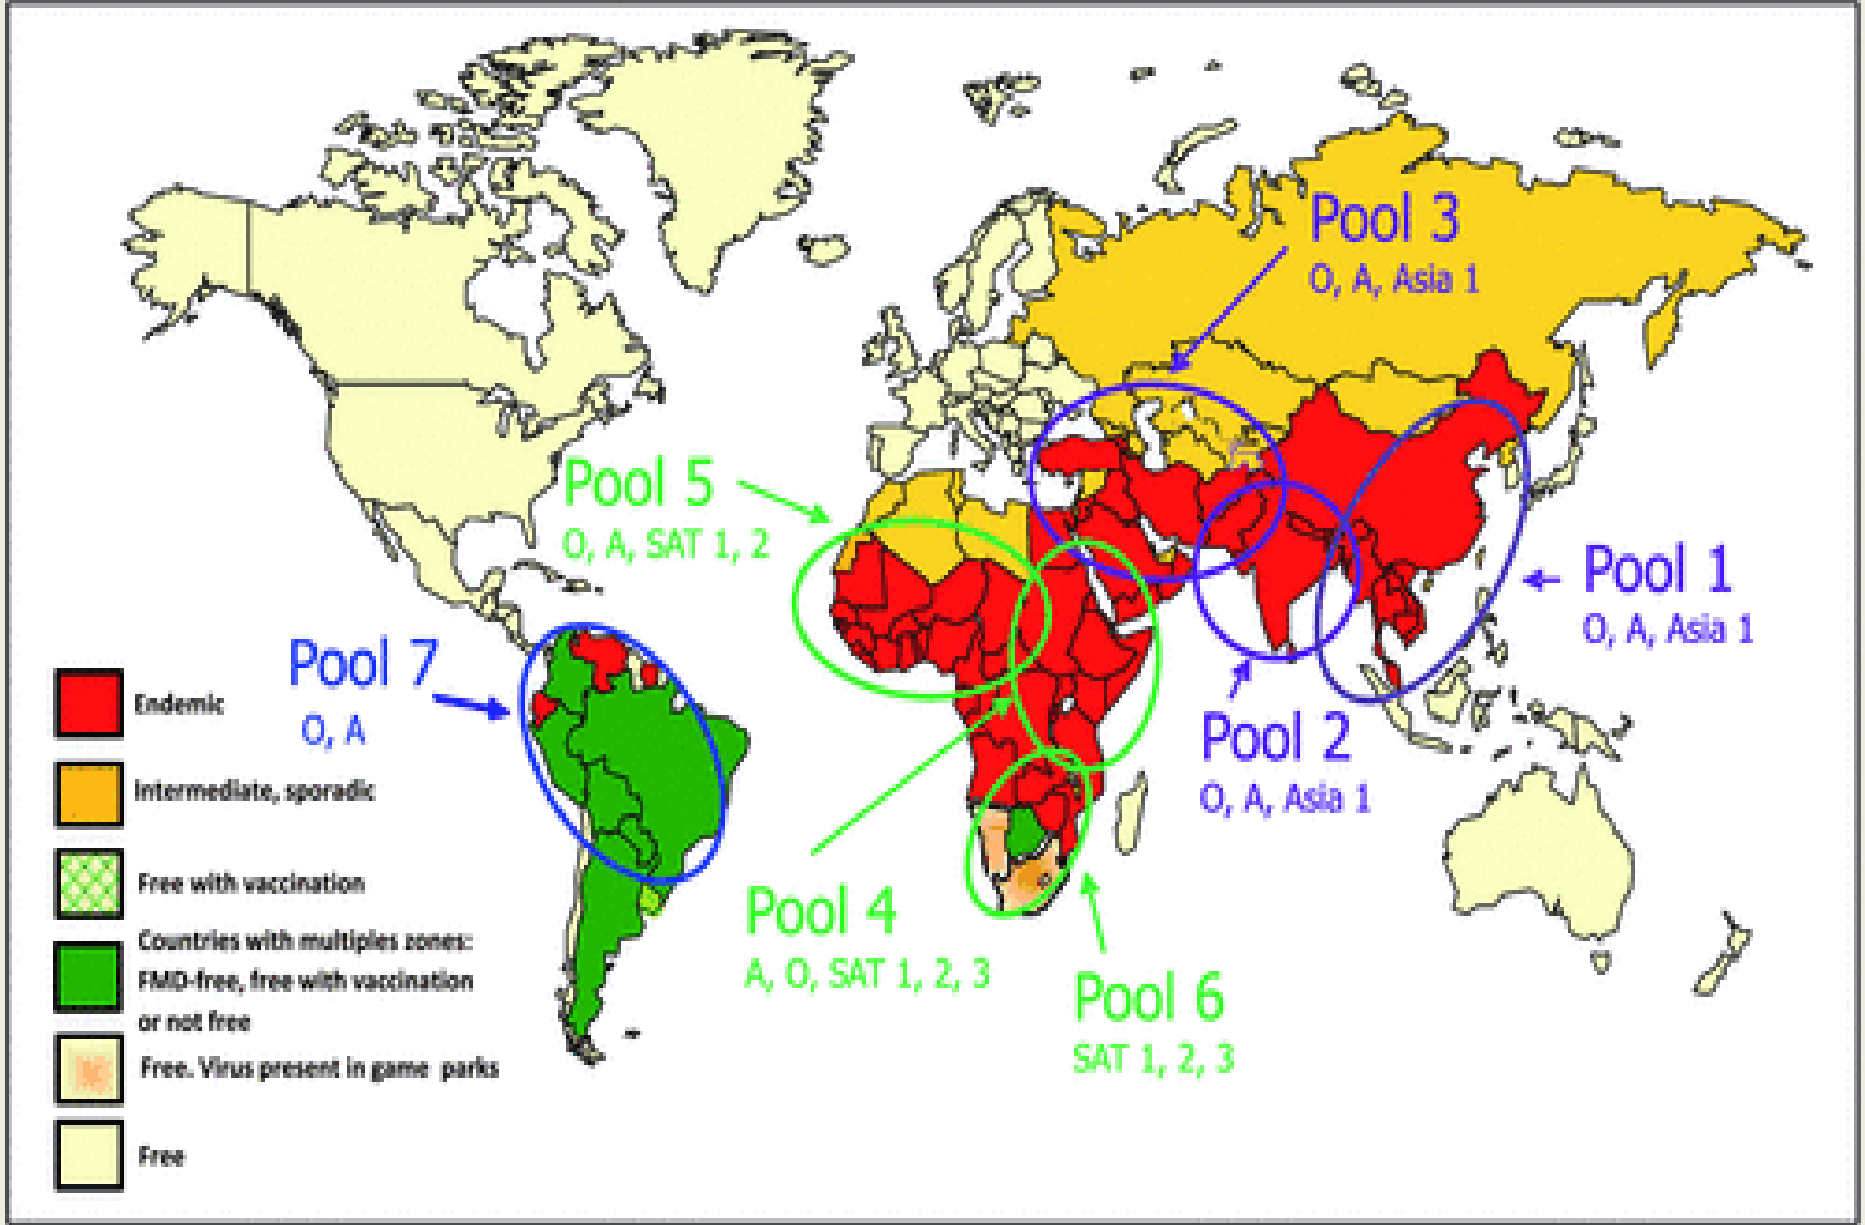 Pool 3
O, A, Asia 1
Pool 5
O, A, SAT 1, 2
Pool 1
O, A, Asia 1
Pool 7
O, A
Pool 2
O, A, Asia 1
Pool 4
A, O, SAT 1, 2, 3
Pool 6
SAT 1, 2, 3
Endemic
Intermediate, sporadic
Free with vaccination
Countries with multiples zones:
FMD-free, free with vaccination
or not free
Free. Virus present in game parks
Free